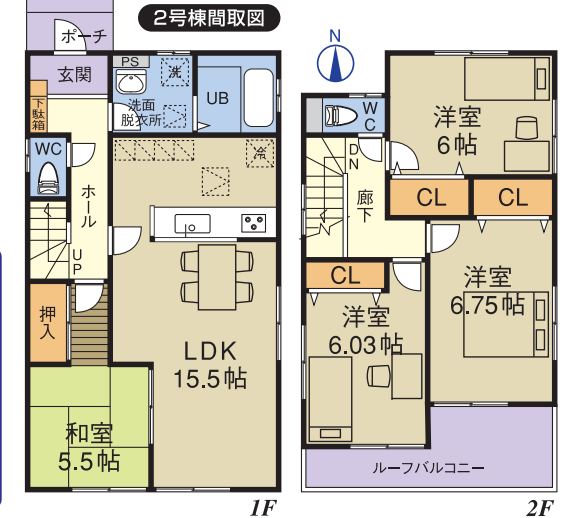 2号棟間取図
ポーチ
玄関
下駄箱
PS
洗
洗面
脱衣所
UB
WC
ホール
UP
冷
押入
LDK
15.5帖
和室
5.5帖
1F
N
WC
DN
廊下
洋室
6帖
CL
CL
CL
洋室
6.75帖
洋室
6.03帖
ルーフバルコニー
2F